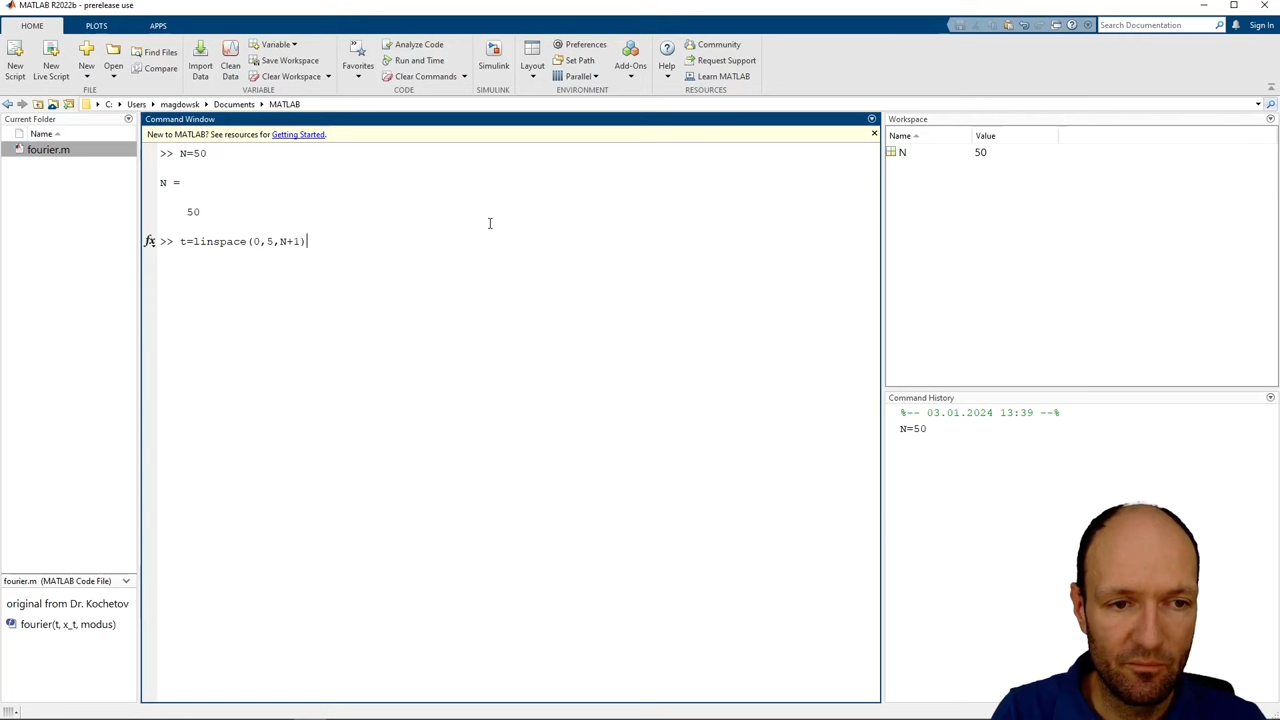 MATLAB R2022b - prerelease use
HOME
PLOTS
APPS
Search Documentation
Sign In
New Script
New Live Script
New
Open
Find Files
Compare
Import Data
Clean Data
Variable
Save Workspace
Clear Workspace
Favorites
Analyze Code
Run and Time
Clear Commands
Simulink
Layout
Preferences
Set Path
Parallel
Add-Ons
Help
Community
Request Support
Learn MATLAB
FILE
VARIABLE
CODE
SIMULINK
ENVIRONMENT
RESOURCES
C: Users magdowsk Documents MATLAB
Current Folder
Name
fourier.m
Command Window
New to MATLAB? See resources for Getting Started.
>> N=50
N =
50
fx >> t=linspace(0,5,N+1)
Workspace
Name Value
N 50
Command History
%-- 03.01.2024 13:39 --%
N=50
fourier.m (MATLAB Code File)
original from Dr. Kochetov
fourier(t, x_t, modus)